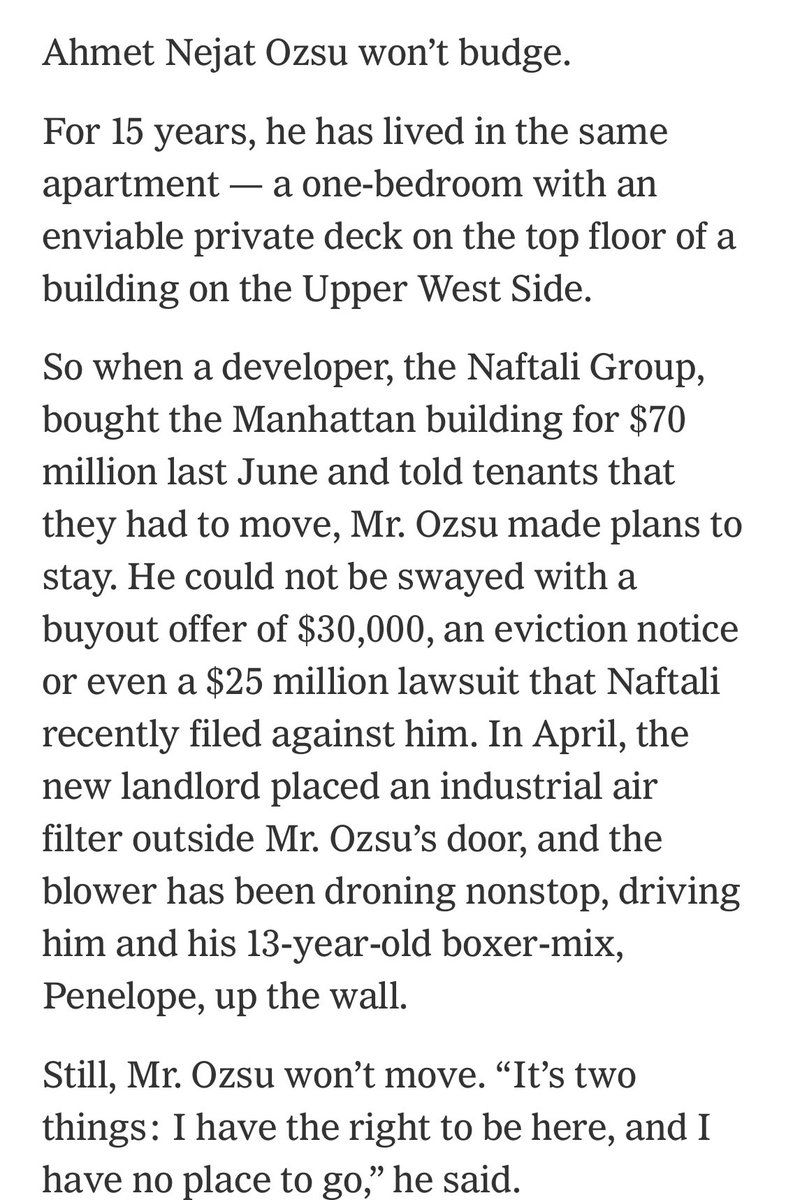 Ahmet Nejat Ozsu won’t budge.
For 15 years, he has lived in the same
apartment — a one-bedroom with an
enviable private deck on the top floor of a
building on the Upper West Side.
So when a developer, the Naftali Group,
bought the Manhattan building for $70
million last June and told tenants that
they had to move, Mr. Ozsu made plans to
stay. He could not be swayed with a
buyout offer of $30,000, an eviction notice
or even a $25 million lawsuit that Naftali
recently filed against him. In April, the
new landlord placed an industrial air
filter outside Mr. Ozsu’s door, and the
blower has been droning nonstop, driving
him and his 13-year-old boxer-mix,
Penelope, up the wall.
Still, Mr. Ozsu won’t move. “It’s two
things: I have the right to be here, and I
have no place to go,” he said.